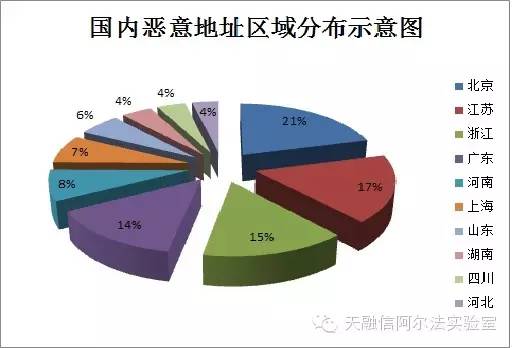 国内恶意地址区域分布示意图
21%
17%
15%
14%
8%
7%
6%
4%
4%
4%
北京
江苏
浙江
广东
河南
上海
山东
湖南
四川
河北
天融信阿尔法实验室